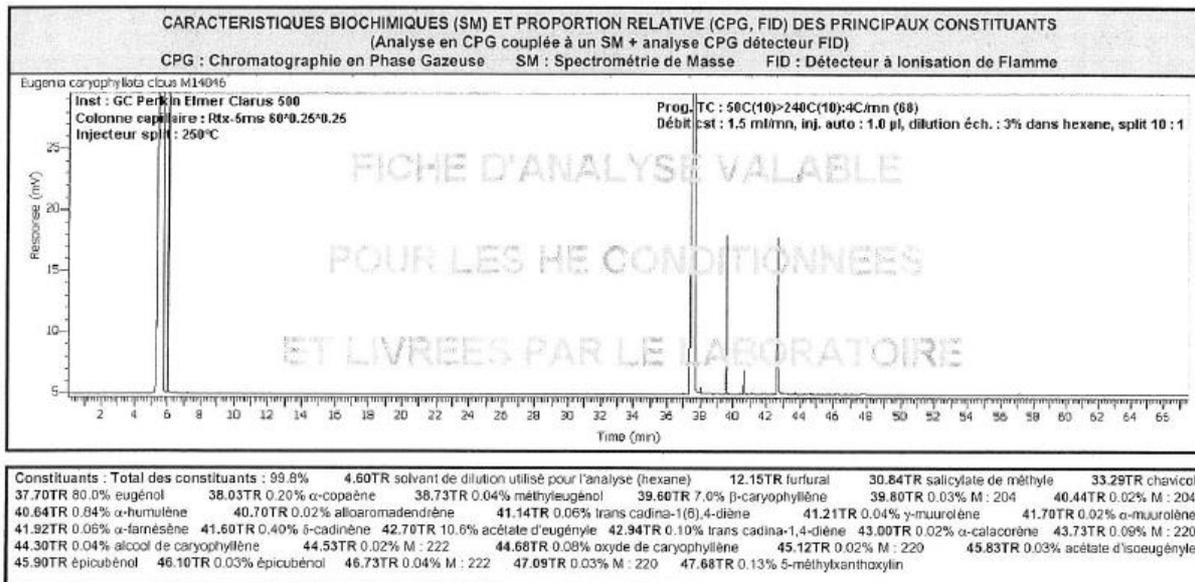 CARACTERISTIQUES BIOCHIMIQUES (SM) ET PROPORTION RELATIVE (CPG, FID) DES PRINCIPAUX CONSTITUANTS
(Analyse en CPG couplée à un SM + analyse CPG détecteur FID)
CPG : Chromatographie en Phase Gazeuse SM : Spectrométrie de Masse FID : Détecteur à Ionisation de Flamme
Eugenia caryophyllata clous M14046
Inst : GC Perkin Elmer Clarus 500
Colonne capillaire : Rtx-5ms 60*0.25*0.25
Injecteur split : 250°C
Prog. TC : 50C(10)>240C(10):4C/mn (68)
Débit cst : 1.5 ml/mn, inj. auto : 1.0 µl, dilution éch. : 3% dans hexane, split 10 : 1
FICHE D'ANALYSE VALABLE
POUR LES HE CONDITIONNEES
ET LIVREES PAR LE LABORATOIRE
Response (mV)
25
20
15
10
5
2 4 6 8 10 12 14 16 18 20 22 24 26 28 30 32 34 36 38 40 42 44 46 48 50 52 54 56 58 60 62 64 66
Time (min)
Constituants : Total des constituants : 99.8% 4.60TR solvant de dilution utilisé pour l'analyse (hexane) 12.15TR furfural 30.84TR salicylate de méthyle 33.29TR chavicol
37.70TR 80.0% eugénol 38.03TR 0.20% α-copaène 38.73TR 0.04% méthyleugénol 39.60TR 7.0% β-caryophyllène 39.80TR 0.03% M : 204 40.44TR 0.02% M : 204
40.64TR 0.84% α-humulène 40.70TR 0.02% alloaromadendrène 41.14TR 0.06% trans cadina-1(6),4-diène 41.21TR 0.04% γ-muurolène 41.70TR 0.02% α-muurolène
41.92TR 0.06% α-farnésène 41.60TR 0.40% δ-cadinène 42.70TR 10.6% acétate d'eugényle 42.94TR 0.10% trans cadina-1,4-diène 43.00TR 0.02% α-calacorène 43.73TR 0.09% M : 220
44.30TR 0.04% alcool de caryophyllène 44.53TR 0.02% M : 222 44.68TR 0.08% oxyde de caryophyllène 45.12TR 0.02% M : 220 45.83TR 0.03% acétate d'isoeugényle
45.90TR épicubénol 46.10TR 0.03% épicubénol 46.73TR 0.04% M : 222 47.09TR 0.03% M : 220 47.68TR 0.13% 5-méthylxanthoxylin